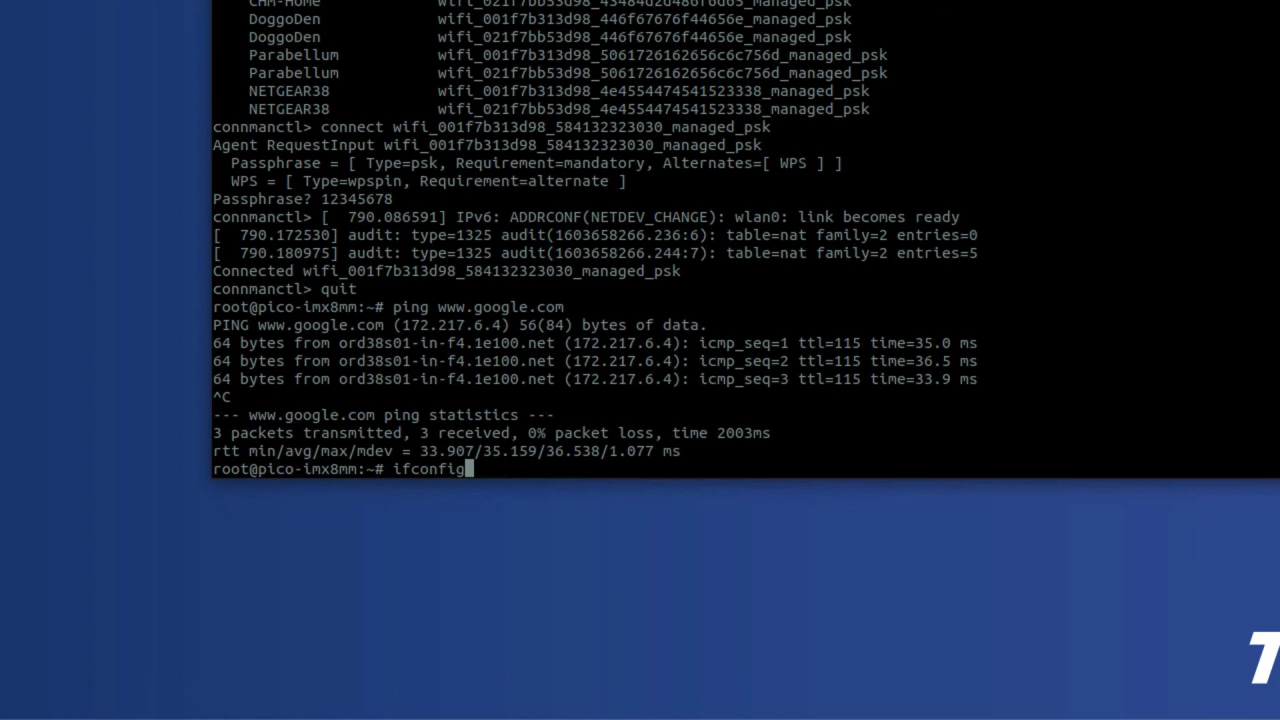 CHM-Home wifi_021f7bb53d98_43484d2d486f6d65_managed_psk
DoggoDen wifi_001f7b313d98_446f67676f44656e_managed_psk
DoggoDen wifi_021f7bb53d98_446f67676f44656e_managed_psk
Parabellum wifi_001f7b313d98_5061726162656c6c756d_managed_psk
Parabellum wifi_021f7bb53d98_5061726162656c6c756d_managed_psk
NETGEAR38 wifi_001f7b313d98_4e4554474541523338_managed_psk
NETGEAR38 wifi_021f7bb53d98_4e4554474541523338_managed_psk
connmanctl> connect wifi_001f7b313d98_584132323030_managed_psk
Agent RequestInput wifi_001f7b313d98_584132323030_managed_psk
Passphrase = [ Type=psk, Requirement=mandatory, Alternates=[ WPS ] ]
WPS = [ Type=wpspin, Requirement=alternate ]
Passphrase? 12345678
connmanctl> [  790.086591] IPv6: ADDRCONF(NETDEV_CHANGE): wlan0: link becomes ready
[  790.172530] audit: type=1325 audit(1603658266.236:6): table=nat family=2 entries=0
[  790.180975] audit: type=1325 audit(1603658266.244:7): table=nat family=2 entries=5
Connected wifi_001f7b313d98_584132323030_managed_psk
connmanctl> quit
root@pico-imx8mm:~# ping www.google.com
PING www.google.com (172.217.6.4) 56(84) bytes of data.
64 bytes from ord38s01-in-f4.1e100.net (172.217.6.4): icmp_seq=1 ttl=115 time=35.0 ms
64 bytes from ord38s01-in-f4.1e100.net (172.217.6.4): icmp_seq=2 ttl=115 time=36.5 ms
64 bytes from ord38s01-in-f4.1e100.net (172.217.6.4): icmp_seq=3 ttl=115 time=33.9 ms
^C
--- www.google.com ping statistics ---
3 packets transmitted, 3 received, 0% packet loss, time 2003ms
rtt min/avg/max/mdev = 33.907/35.159/36.538/1.077 ms
root@pico-imx8mm:~# ifconfig
T